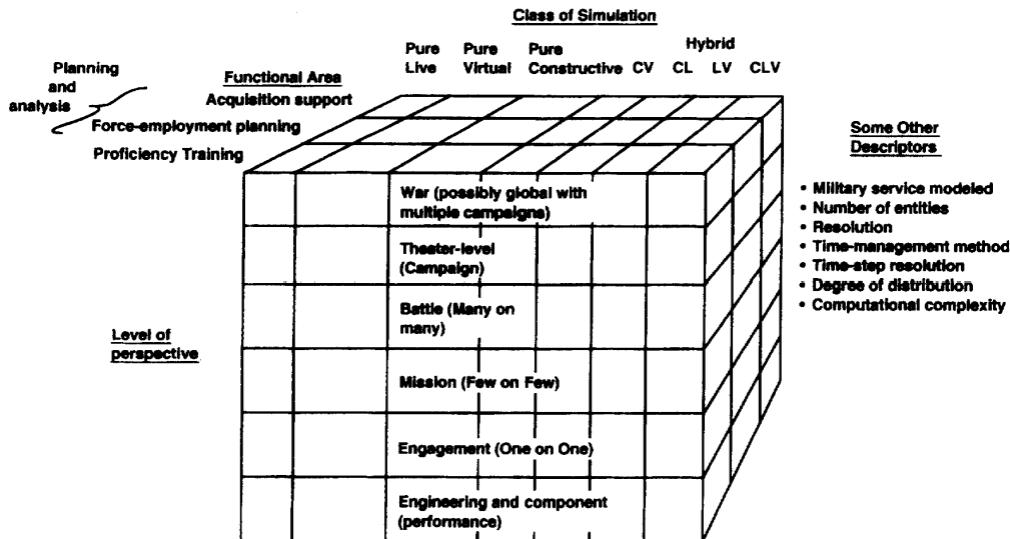 Class of Simulation
Hybrid
Pure Live
Pure Virtual
Pure Constructive
CV
CL
LV
CLV
Planning
and
analysis
Functional Area
Acquisition support
Force-employment planning
Proficiency Training
Level of
perspective
War (possibly global with
multiple campaigns)
Theater-level
(Campaign)
Battle (Many on
many)
Mission (Few on Few)
Engagement (One on One)
Engineering and component
(performance)
Some Other
Descriptors
• Military service modeled
• Number of entities
• Resolution
• Time-management method
• Time-step resolution
• Degree of distribution
• Computational complexity